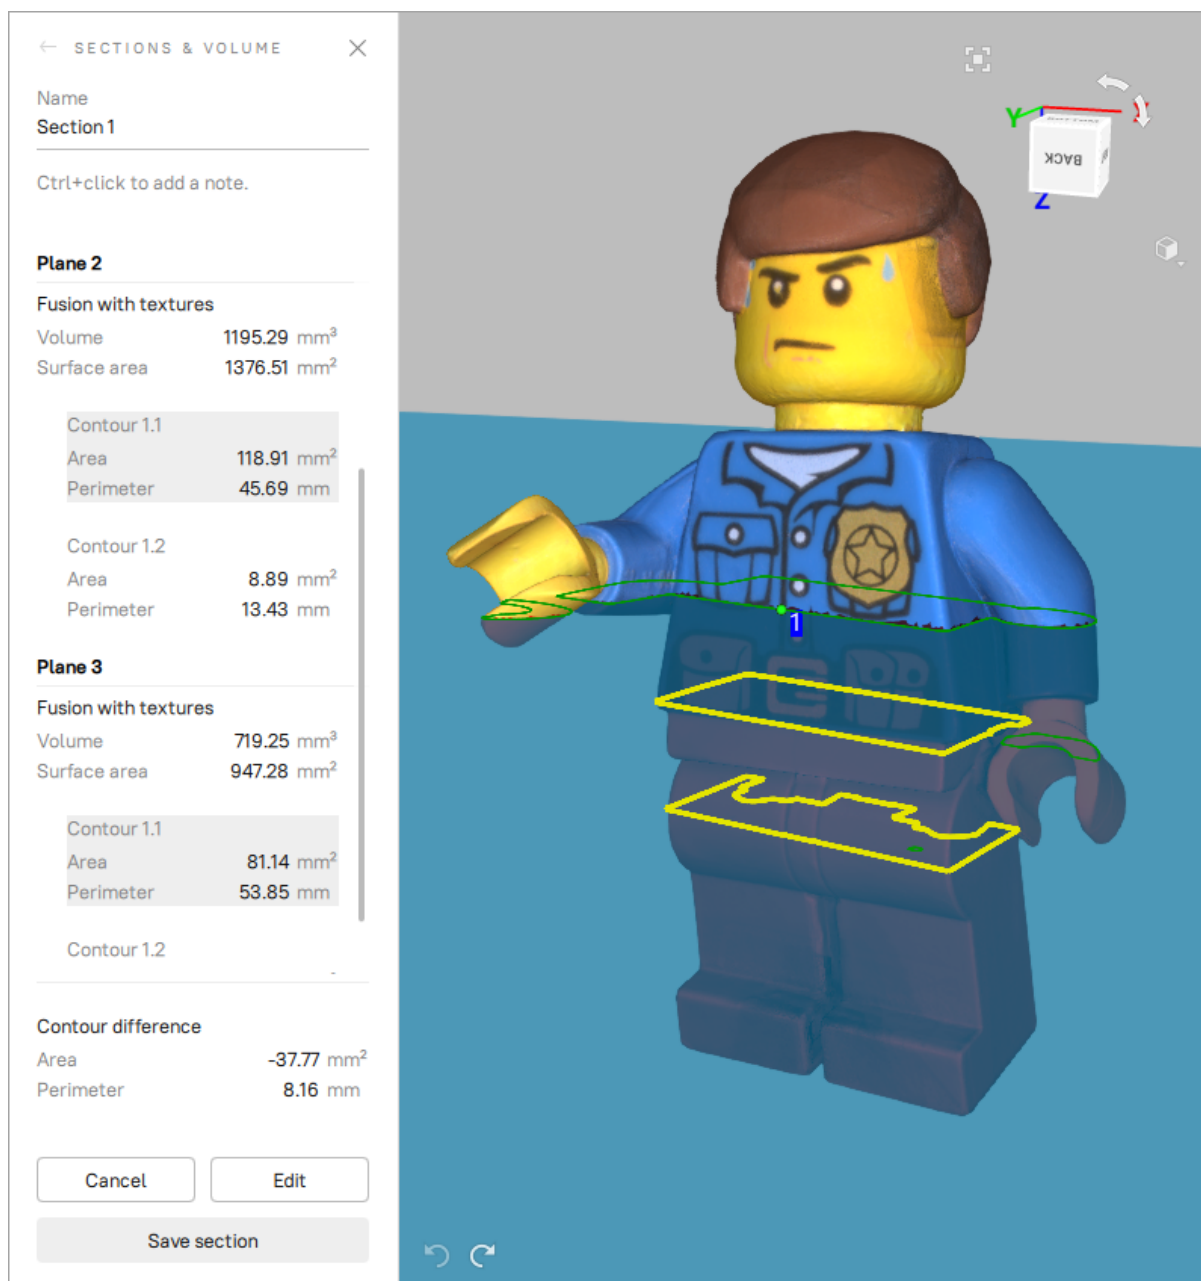 SECTIONS & VOLUME
Name
Section 1
Ctrl+click to add a note.
Plane 2
Fusion with textures
Volume 1195.29 mm³
Surface area 1376.51 mm²
Contour 1.1
Area 118.91 mm²
Perimeter 45.69 mm
Contour 1.2
Area 8.89 mm²
Perimeter 13.43 mm
Plane 3
Fusion with textures
Volume 719.25 mm³
Surface area 947.28 mm²
Contour 1.1
Area 81.14 mm²
Perimeter 53.85 mm
Contour 1.2
Contour difference
Area -37.77 mm²
Perimeter 8.16 mm
Cancel Edit
Save section
Y
BACK
Z
1